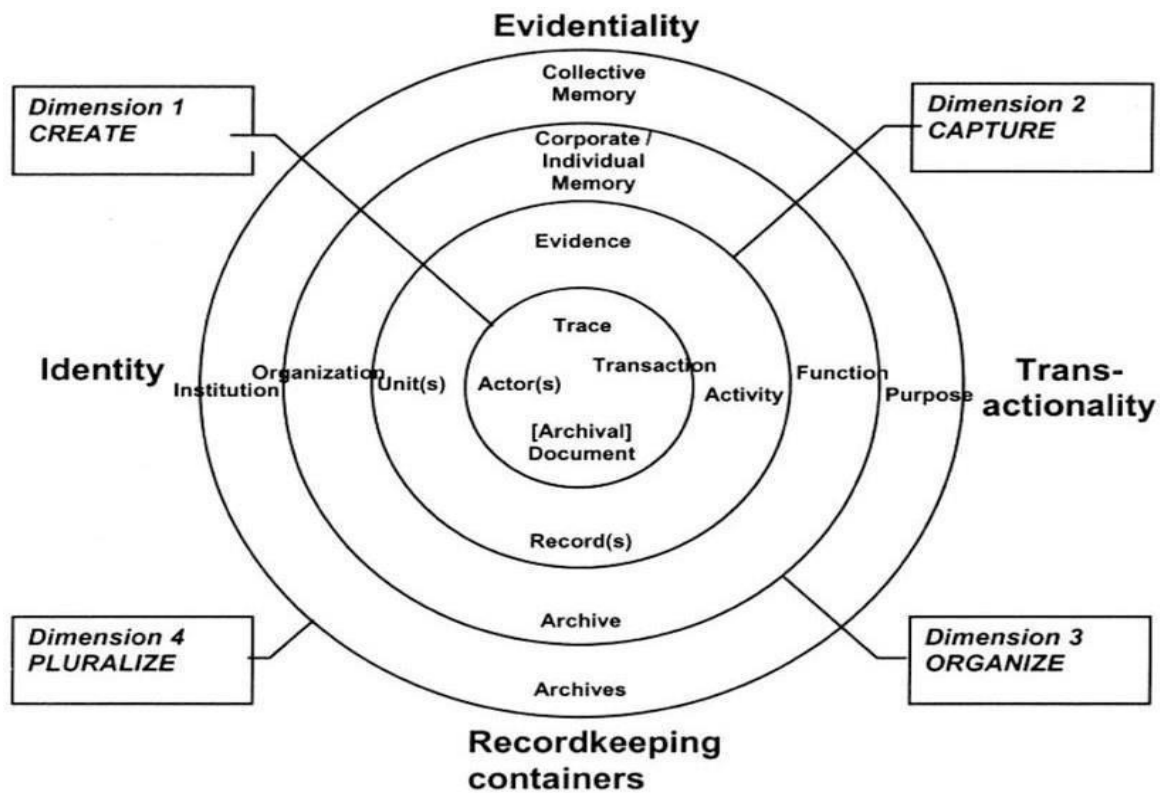 Evidentiality
Collective
Memory
Dimension 1
CREATE
Dimension 2
CAPTURE
Corporate /
Individual
Memory
Evidence
Trace
Identity
Institution
Organization
Unit(s)
Actor(s)
Transaction
Activity
Function
Purpose
Trans-
actionality
[Archival]
Document
Record(s)
Archive
Dimension 4
PLURALIZE
Dimension 3
ORGANIZE
Archives
Recordkeeping
containers